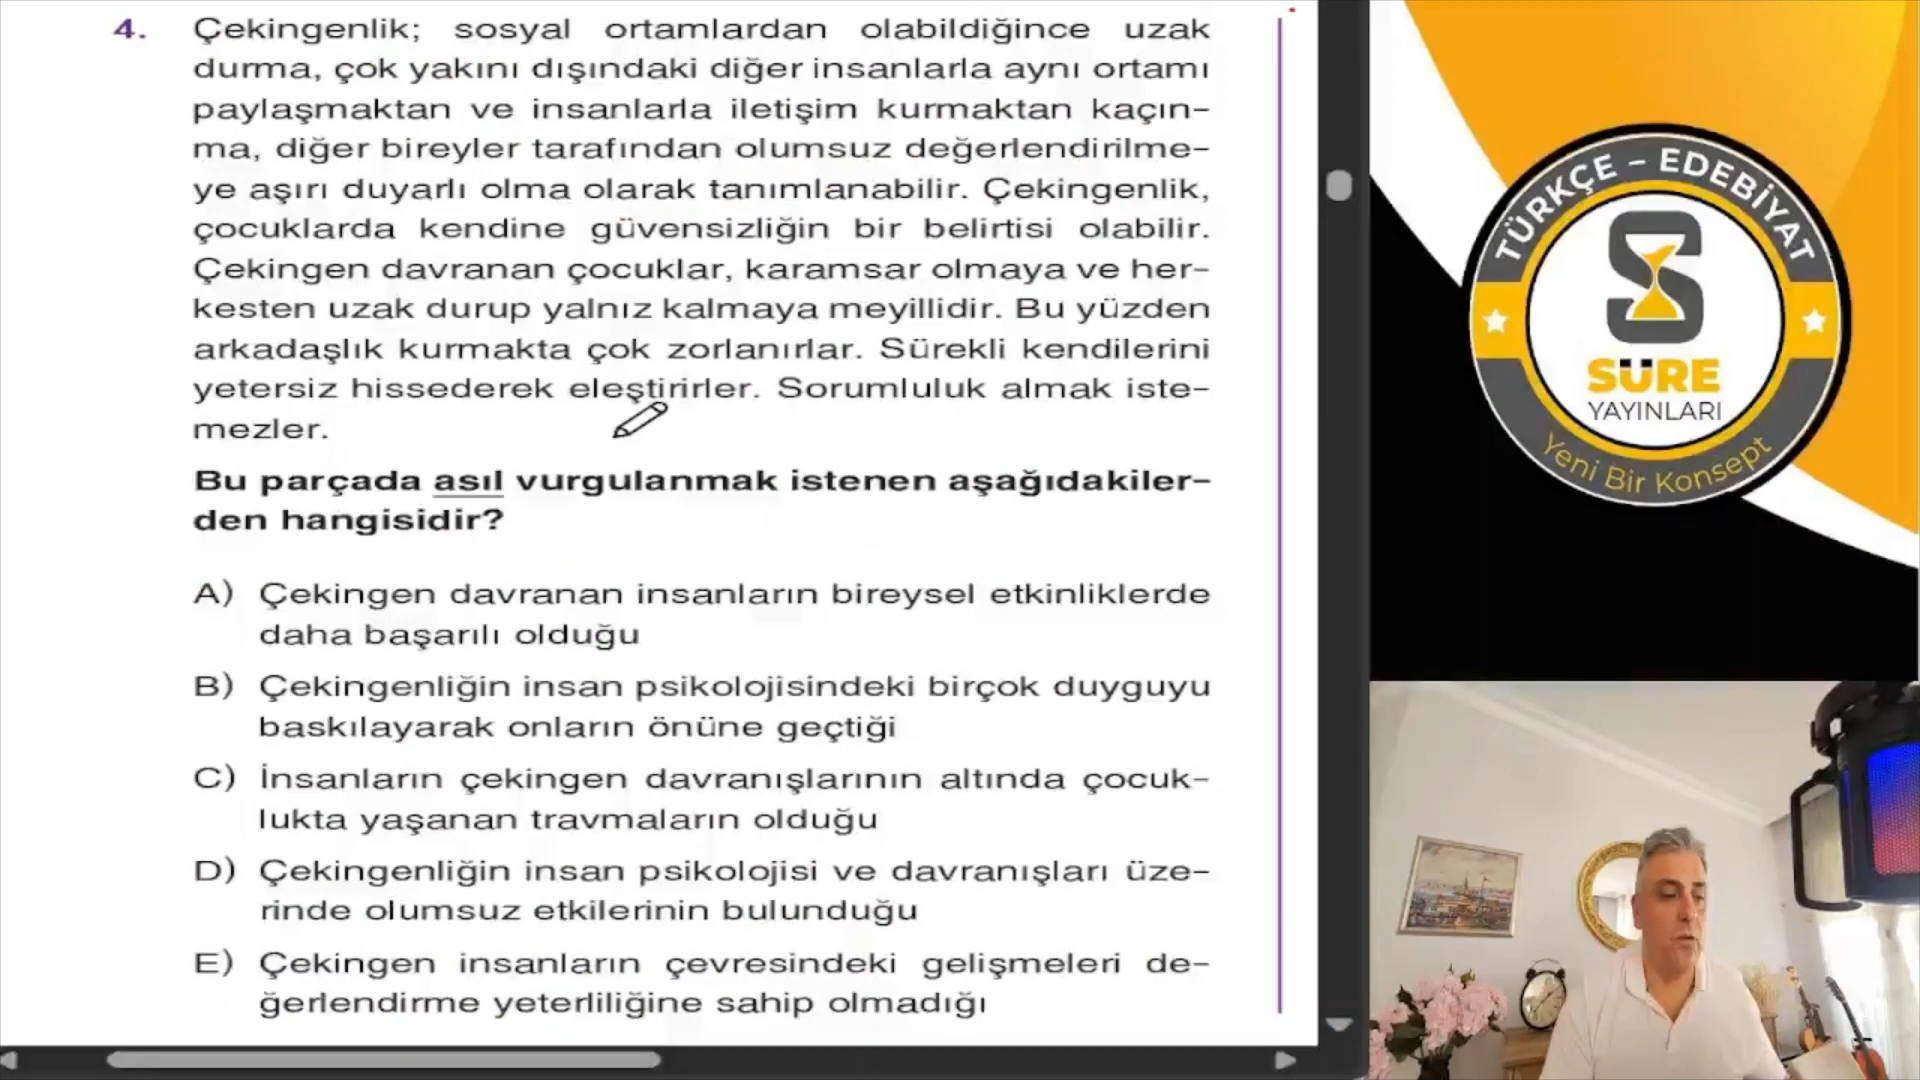 4. Çekingenlik; sosyal ortamlardan olabildiğince uzak
durma, çok yakını dışındaki diğer insanlarla aynı ortamı
paylaşmaktan ve insanlarla iletişim kurmaktan kaçın-
ma, diğer bireyler tarafından olumsuz değerlendirilme-
ye aşırı duyarlı olma olarak tanımlanabilir. Çekingenlik,
çocuklarda kendine güvensizliğin bir belirtisi olabilir.
Çekingen davranan çocuklar, karamsar olmaya ve her-
kesten uzak durup yalnız kalmaya meyillidir. Bu yüzden
arkadaşlık kurmakta çok zorlanırlar. Sürekli kendilerini
yetersiz hissederek eleştirirler. Sorumluluk almak iste-
mezler.
Bu parçada asıl vurgulanmak istenen aşağıdakiler-
den hangisidir?
A) Çekingen davranan insanların bireysel etkinliklerde
daha başarılı olduğu
B) Çekingenliğin insan psikolojisindeki birçok duyguyu
baskılayarak onların önüne geçtiği
C) İnsanların çekingen davranışlarının altında çocuk-
lukta yaşanan travmaların olduğu
D) Çekingenliğin insan psikolojisi ve davranışları üze-
rinde olumsuz etkilerinin bulunduğu
E) Çekingen insanların çevresindeki gelişmeleri de-
ğerlendirme yeterliliğine sahip olmadığı
TÜRKÇE – EDEBİYAT
SÜRE
YAYINLARI
Yeni Bir Konsept